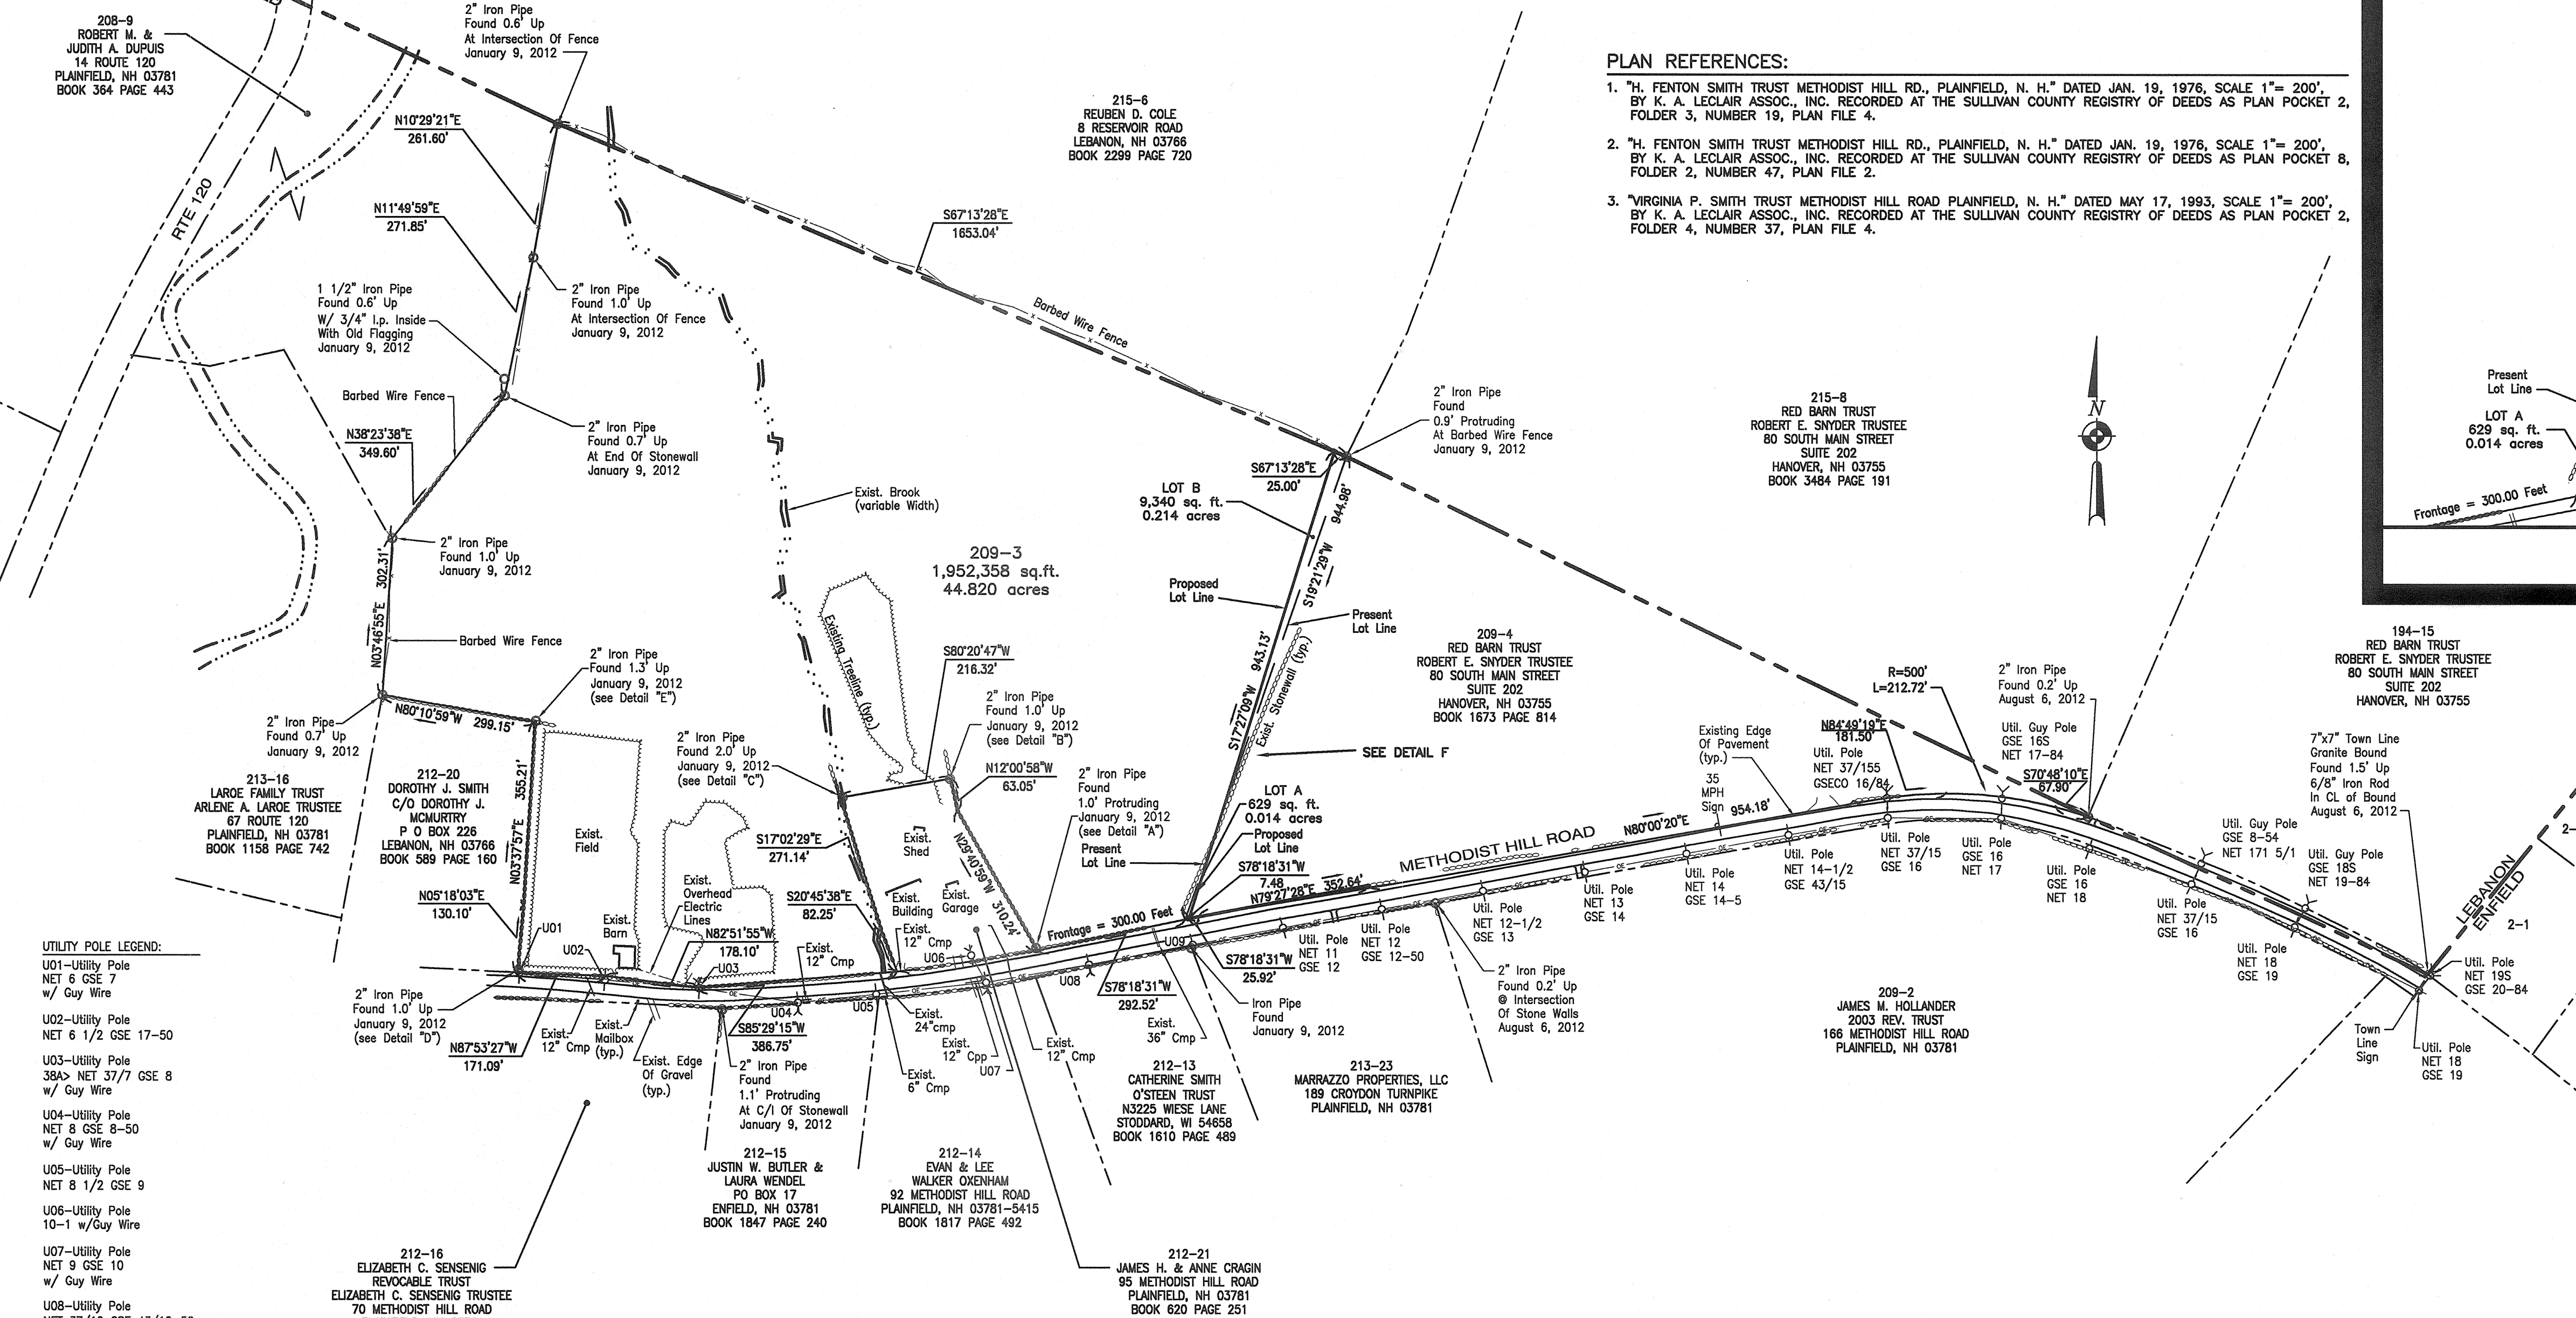 208-9
ROBERT M. &
JUDITH A. DUPUIS
14 ROUTE 120
PLAINFIELD, NH 03781
BOOK 364 PAGE 443
RTE 120
2" Iron Pipe
Found 0.6' Up
At Intersection Of Fence
January 9, 2012
N10°29'21"E
261.60'
N11°49'59"E
271.85'
1 1/2" Iron Pipe
Found 0.6' Up
W/ 3/4" I.p. Inside
With Old Flagging
January 9, 2012
2" Iron Pipe
Found 1.0' Up
At Intersection Of Fence
January 9, 2012
Barbed Wire Fence
N38°23'38"E
349.60'
2" Iron Pipe
Found 0.7' Up
At End Of Stonewall
January 9, 2012
2" Iron Pipe
Found 1.0' Up
January 9, 2012
N03°46'55"E 302.31'
Barbed Wire Fence
215-6
REUBEN D. COLE
8 RESERVOIR ROAD
LEBANON, NH 03766
BOOK 2299 PAGE 720
S67°13'28"E
1653.04'
Barbed Wire Fence
PLAN REFERENCES:
1. "H. FENTON SMITH TRUST METHODIST HILL RD., PLAINFIELD, N. H." DATED JAN. 19, 1976, SCALE 1"= 200',
BY K. A. LECLAIR ASSOC., INC. RECORDED AT THE SULLIVAN COUNTY REGISTRY OF DEEDS AS PLAN POCKET 2,
FOLDER 3, NUMBER 19, PLAN FILE 4.
2. "H. FENTON SMITH TRUST METHODIST HILL RD., PLAINFIELD, N. H." DATED JAN. 19, 1976, SCALE 1"= 200',
BY K. A. LECLAIR ASSOC., INC. RECORDED AT THE SULLIVAN COUNTY REGISTRY OF DEEDS AS PLAN POCKET 8,
FOLDER 2, NUMBER 47, PLAN FILE 2.
3. "VIRGINIA P. SMITH TRUST METHODIST HILL ROAD PLAINFIELD, N. H." DATED MAY 17, 1993, SCALE 1"= 200',
BY K. A. LECLAIR ASSOC., INC. RECORDED AT THE SULLIVAN COUNTY REGISTRY OF DEEDS AS PLAN POCKET 2,
FOLDER 4, NUMBER 37, PLAN FILE 4.
Present
Lot Line
LOT A
629 sq. ft.
0.014 acres
Frontage = 300.00 Feet
2" Iron Pipe
Found
0.9' Protruding
At Barbed Wire Fence
January 9, 2012
215-8
RED BARN TRUST
ROBERT E. SNYDER TRUSTEE
80 SOUTH MAIN STREET
SUITE 202
HANOVER, NH 03755
BOOK 3484 PAGE 191
N
S67°13'28"E
25.00'
LOT B
9,340 sq. ft.
0.214 acres
944.98'
S19°21'29"W
Exist. Brook
(variable Width)
209-3
1,952,358 sq.ft.
44.820 acres
Proposed
Lot Line
Present
Lot Line
943.13'
S17°27'09"W
Exist. Stonewall (typ.)
SEE DETAIL F
209-4
RED BARN TRUST
ROBERT E. SNYDER TRUSTEE
80 SOUTH MAIN STREET
SUITE 202
HANOVER, NH 03755
BOOK 1673 PAGE 814
194-15
RED BARN TRUST
ROBERT E. SNYDER TRUSTEE
80 SOUTH MAIN STREET
SUITE 202
HANOVER, NH 03755
2" Iron Pipe
Found 1.3' Up
January 9, 2012
(see Detail "E")
N80°10'59"W 299.15'
2" Iron Pipe
Found 0.7' Up
January 9, 2012
Existing Treeline (typ.)
S80°20'47"W
216.32'
2" Iron Pipe
Found 1.0' Up
January 9, 2012
(see Detail "B")
2" Iron Pipe
Found 2.0' Up
January 9, 2012
(see Detail "C")
N12°00'58"W
63.05'
2" Iron Pipe
Found
1.0' Protruding
January 9, 2012
(see Detail "A")
Present
Lot Line
LOT A
629 sq. ft.
0.014 acres
Proposed
Lot Line
S78°18'31"W
7.48
N79°27'28"E 352.64'
METHODIST HILL ROAD
N80°00'20"E 954.18'
Existing Edge
Of Pavement
(typ.)
35
MPH
Sign
R=500'
L=212.72'
N84°49'19"E
181.50'
Util. Pole
NET 37/155
GSECO 16/84
2" Iron Pipe
Found 0.2' Up
August 6, 2012
Util. Guy Pole
GSE 16S
NET 17-84
S70°48'10"E
67.90'
7"x7" Town Line
Granite Bound
Found 1.5' Up
6/8" Iron Rod
In CL of Bound
August 6, 2012
Util. Guy Pole
GSE 8-54
NET 171 5/1
Util. Guy Pole
GSE 18S
NET 19-84
LEBANON
ENFIELD
2-1
213-16
LAROE FAMILY TRUST
ARLENE A. LAROE TRUSTEE
67 ROUTE 120
PLAINFIELD, NH 03781
BOOK 1158 PAGE 742
212-20
DOROTHY J. SMITH
C/O DOROTHY J.
MCMURTRY
P O BOX 226
LEBANON, NH 03766
BOOK 589 PAGE 160
N03°37'57"E 355.21'
Exist.
Field
N05°18'03"E
130.10'
U01
U02
Exist.
Barn
Exist.
Overhead
Electric
Lines
S17°02'29"E
271.14'
S20°45'38"E
82.25'
Exist.
Shed
Exist.
Building
Exist.
Garage
N29°40'59"W 310.24'
Frontage = 300.00 Feet
N82°51'55"W
178.10'
U03
Exist.
12" Cmp
Exist.
12" Cmp
U06
U09
2" Iron Pipe
Found 1.0' Up
January 9, 2012
(see Detail "D")
N87°53'27"W
171.09'
Exist.
12" Cmp
Exist.
Mailbox
(typ.)
Exist. Edge
Of Gravel
(typ.)
U04
S85°29'15"W
386.75'
U05
2" Iron Pipe
Found
1.1' Protruding
At C/l Of Stonewall
January 9, 2012
Exist.
24"cmp
Exist.
12" Cpp
U07
Exist.
6" Cmp
Exist.
12" Cmp
U08
S78°18'31"W
292.52'
Exist.
36" Cmp
S78°18'31"W
25.92'
Iron Pipe
Found
January 9, 2012
Util. Pole
NET 11
GSE 12
Util. Pole
NET 12
GSE 12-50
Util. Pole
NET 12-1/2
GSE 13
2" Iron Pipe
Found 0.2' Up
@ Intersection
Of Stone Walls
August 6, 2012
Util. Pole
NET 13
GSE 14
Util. Pole
NET 14
GSE 14-5
Util. Pole
NET 14-1/2
GSE 43/15
Util. Pole
NET 37/15
GSE 16
Util. Pole
GSE 16
NET 17
Util. Pole
GSE 16
NET 18
Util. Pole
NET 37/15
GSE 16
Util. Pole
NET 18
GSE 19
Util. Pole
NET 19S
GSE 20-84
Town
Line
Sign
Util. Pole
NET 18
GSE 19
209-2
JAMES M. HOLLANDER
2003 REV. TRUST
166 METHODIST HILL ROAD
PLAINFIELD, NH 03781
212-13
CATHERINE SMITH
O'STEEN TRUST
N3225 WIESE LANE
STODDARD, WI 54658
BOOK 1610 PAGE 489
213-23
MARRAZZO PROPERTIES, LLC
189 CROYDON TURNPIKE
PLAINFIELD, NH 03781
212-15
JUSTIN W. BUTLER &
LAURA WENDEL
PO BOX 17
ENFIELD, NH 03781
BOOK 1847 PAGE 240
212-14
EVAN & LEE
WALKER OXENHAM
92 METHODIST HILL ROAD
PLAINFIELD, NH 03781-5415
BOOK 1817 PAGE 492
212-16
ELIZABETH C. SENSENIG
REVOCABLE TRUST
ELIZABETH C. SENSENIG TRUSTEE
70 METHODIST HILL ROAD
212-21
JAMES H. & ANNE CRAGIN
95 METHODIST HILL ROAD
PLAINFIELD, NH 03781
BOOK 620 PAGE 251
UTILITY POLE LEGEND:
U01-Utility Pole
NET 6 GSE 7
w/ Guy Wire
U02-Utility Pole
NET 6 1/2 GSE 17-50
U03-Utility Pole
38A> NET 37/7 GSE 8
w/ Guy Wire
U04-Utility Pole
NET 8 GSE 8-50
w/ Guy Wire
U05-Utility Pole
NET 8 1/2 GSE 9
U06-Utility Pole
10-1 w/Guy Wire
U07-Utility Pole
NET 9 GSE 10
w/ Guy Wire
U08-Utility Pole